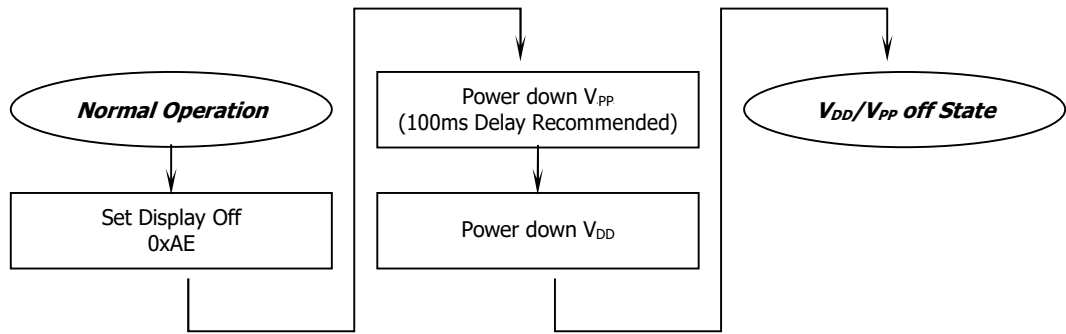 Normal Operation
Set Display Off
0xAE
Power down VPP
(100ms Delay Recommended)
Power down VDD
VDD/VPP off State